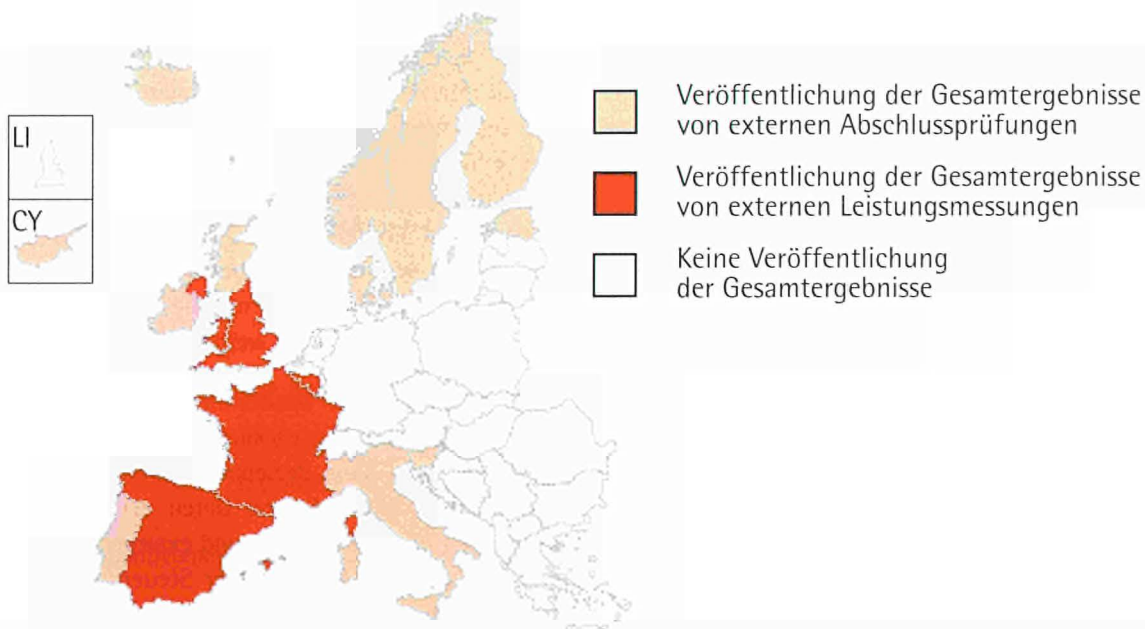 LI
CY
Veröffentlichung der Gesamtergebnisse
von externen Abschlussprüfungen
Veröffentlichung der Gesamtergebnisse
von externen Leistungsmessungen
Keine Veröffentlichung
der Gesamtergebnisse